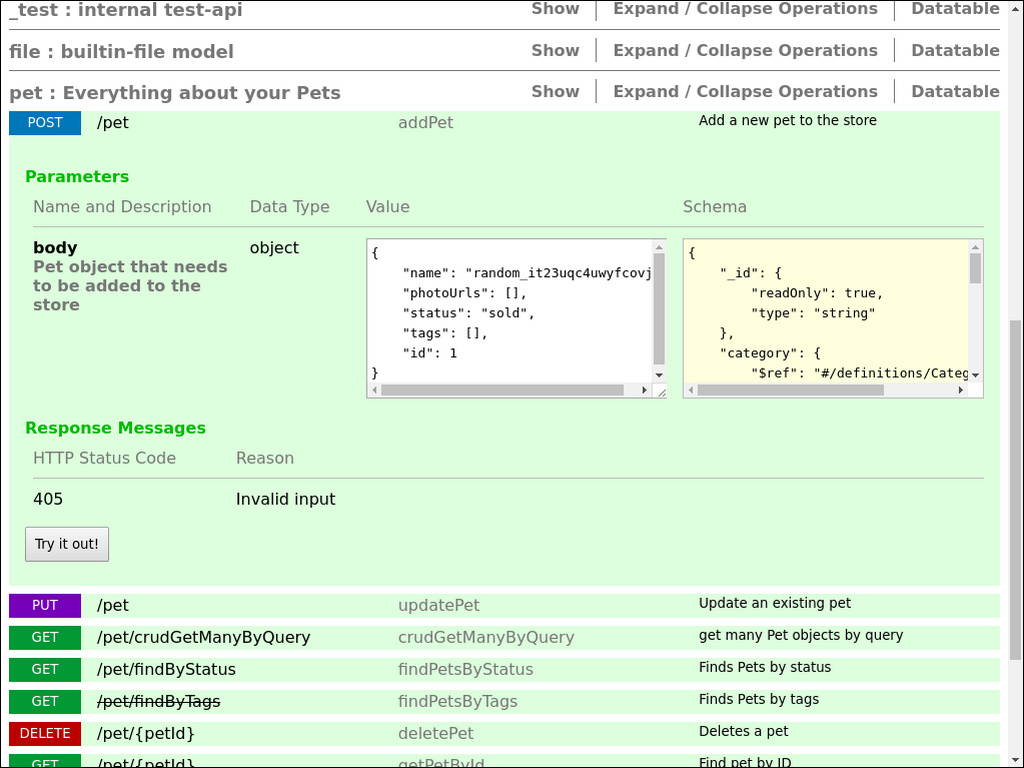 _test : internal test-api Show Expand / Collapse Operations Datatable
file : builtin-file model Show Expand / Collapse Operations Datatable
pet : Everything about your Pets Show Expand / Collapse Operations Datatable
POST /pet addPet Add a new pet to the store
Parameters
Name and Description Data Type Value Schema
body object
Pet object that needs
to be added to the
store
{
"name": "random_it23uqc4uwyfcovj
"photoUrls": [],
"status": "sold",
"tags": [],
"id": 1
}
{
"_id": {
"readOnly": true,
"type": "string"
},
"category": {
"$ref": "#/definitions/Categ
Response Messages
HTTP Status Code Reason
405 Invalid input
Try it out!
PUT /pet updatePet Update an existing pet
GET /pet/crudGetManyByQuery crudGetManyByQuery get many Pet objects by query
GET /pet/findByStatus findPetsByStatus Finds Pets by status
GET /pet/findByTags findPetsByTags Finds Pets by tags
DELETE /pet/{petId} deletePet Deletes a pet
GET /pet/{petId} getPetById Find pet by ID